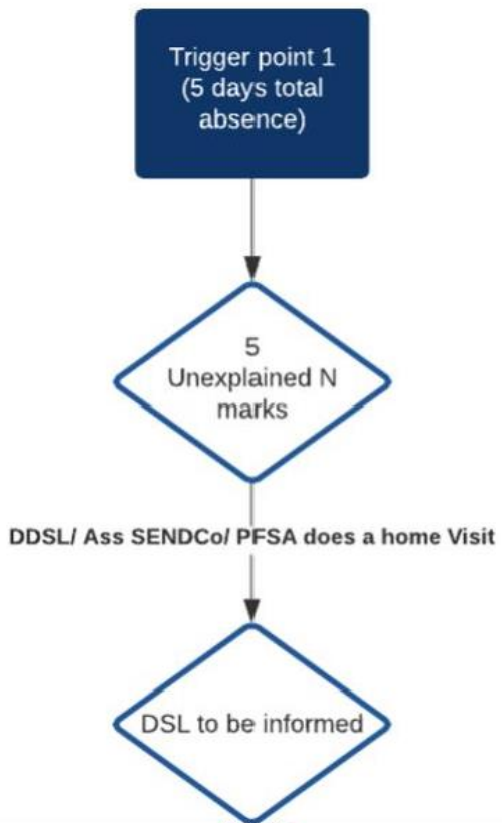 Trigger point 1
(5 days total
absence)
5
Unexplained N
marks
DDSL/ Ass SENDCo/ PFSA does a home Visit
DSL to be informed